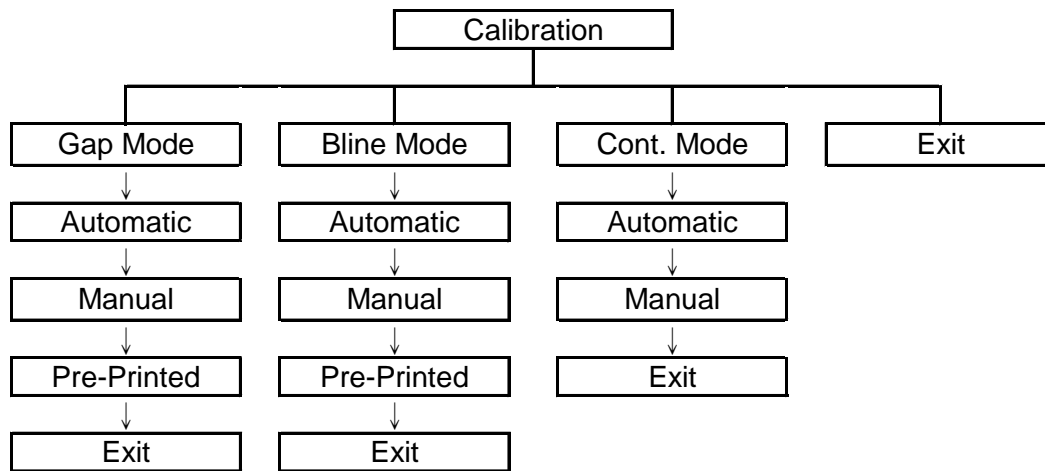 Calibration
Gap Mode
Bline Mode
Cont. Mode
Exit
Automatic
Automatic
Automatic
Manual
Manual
Manual
Pre-Printed
Pre-Printed
Exit
Exit
Exit